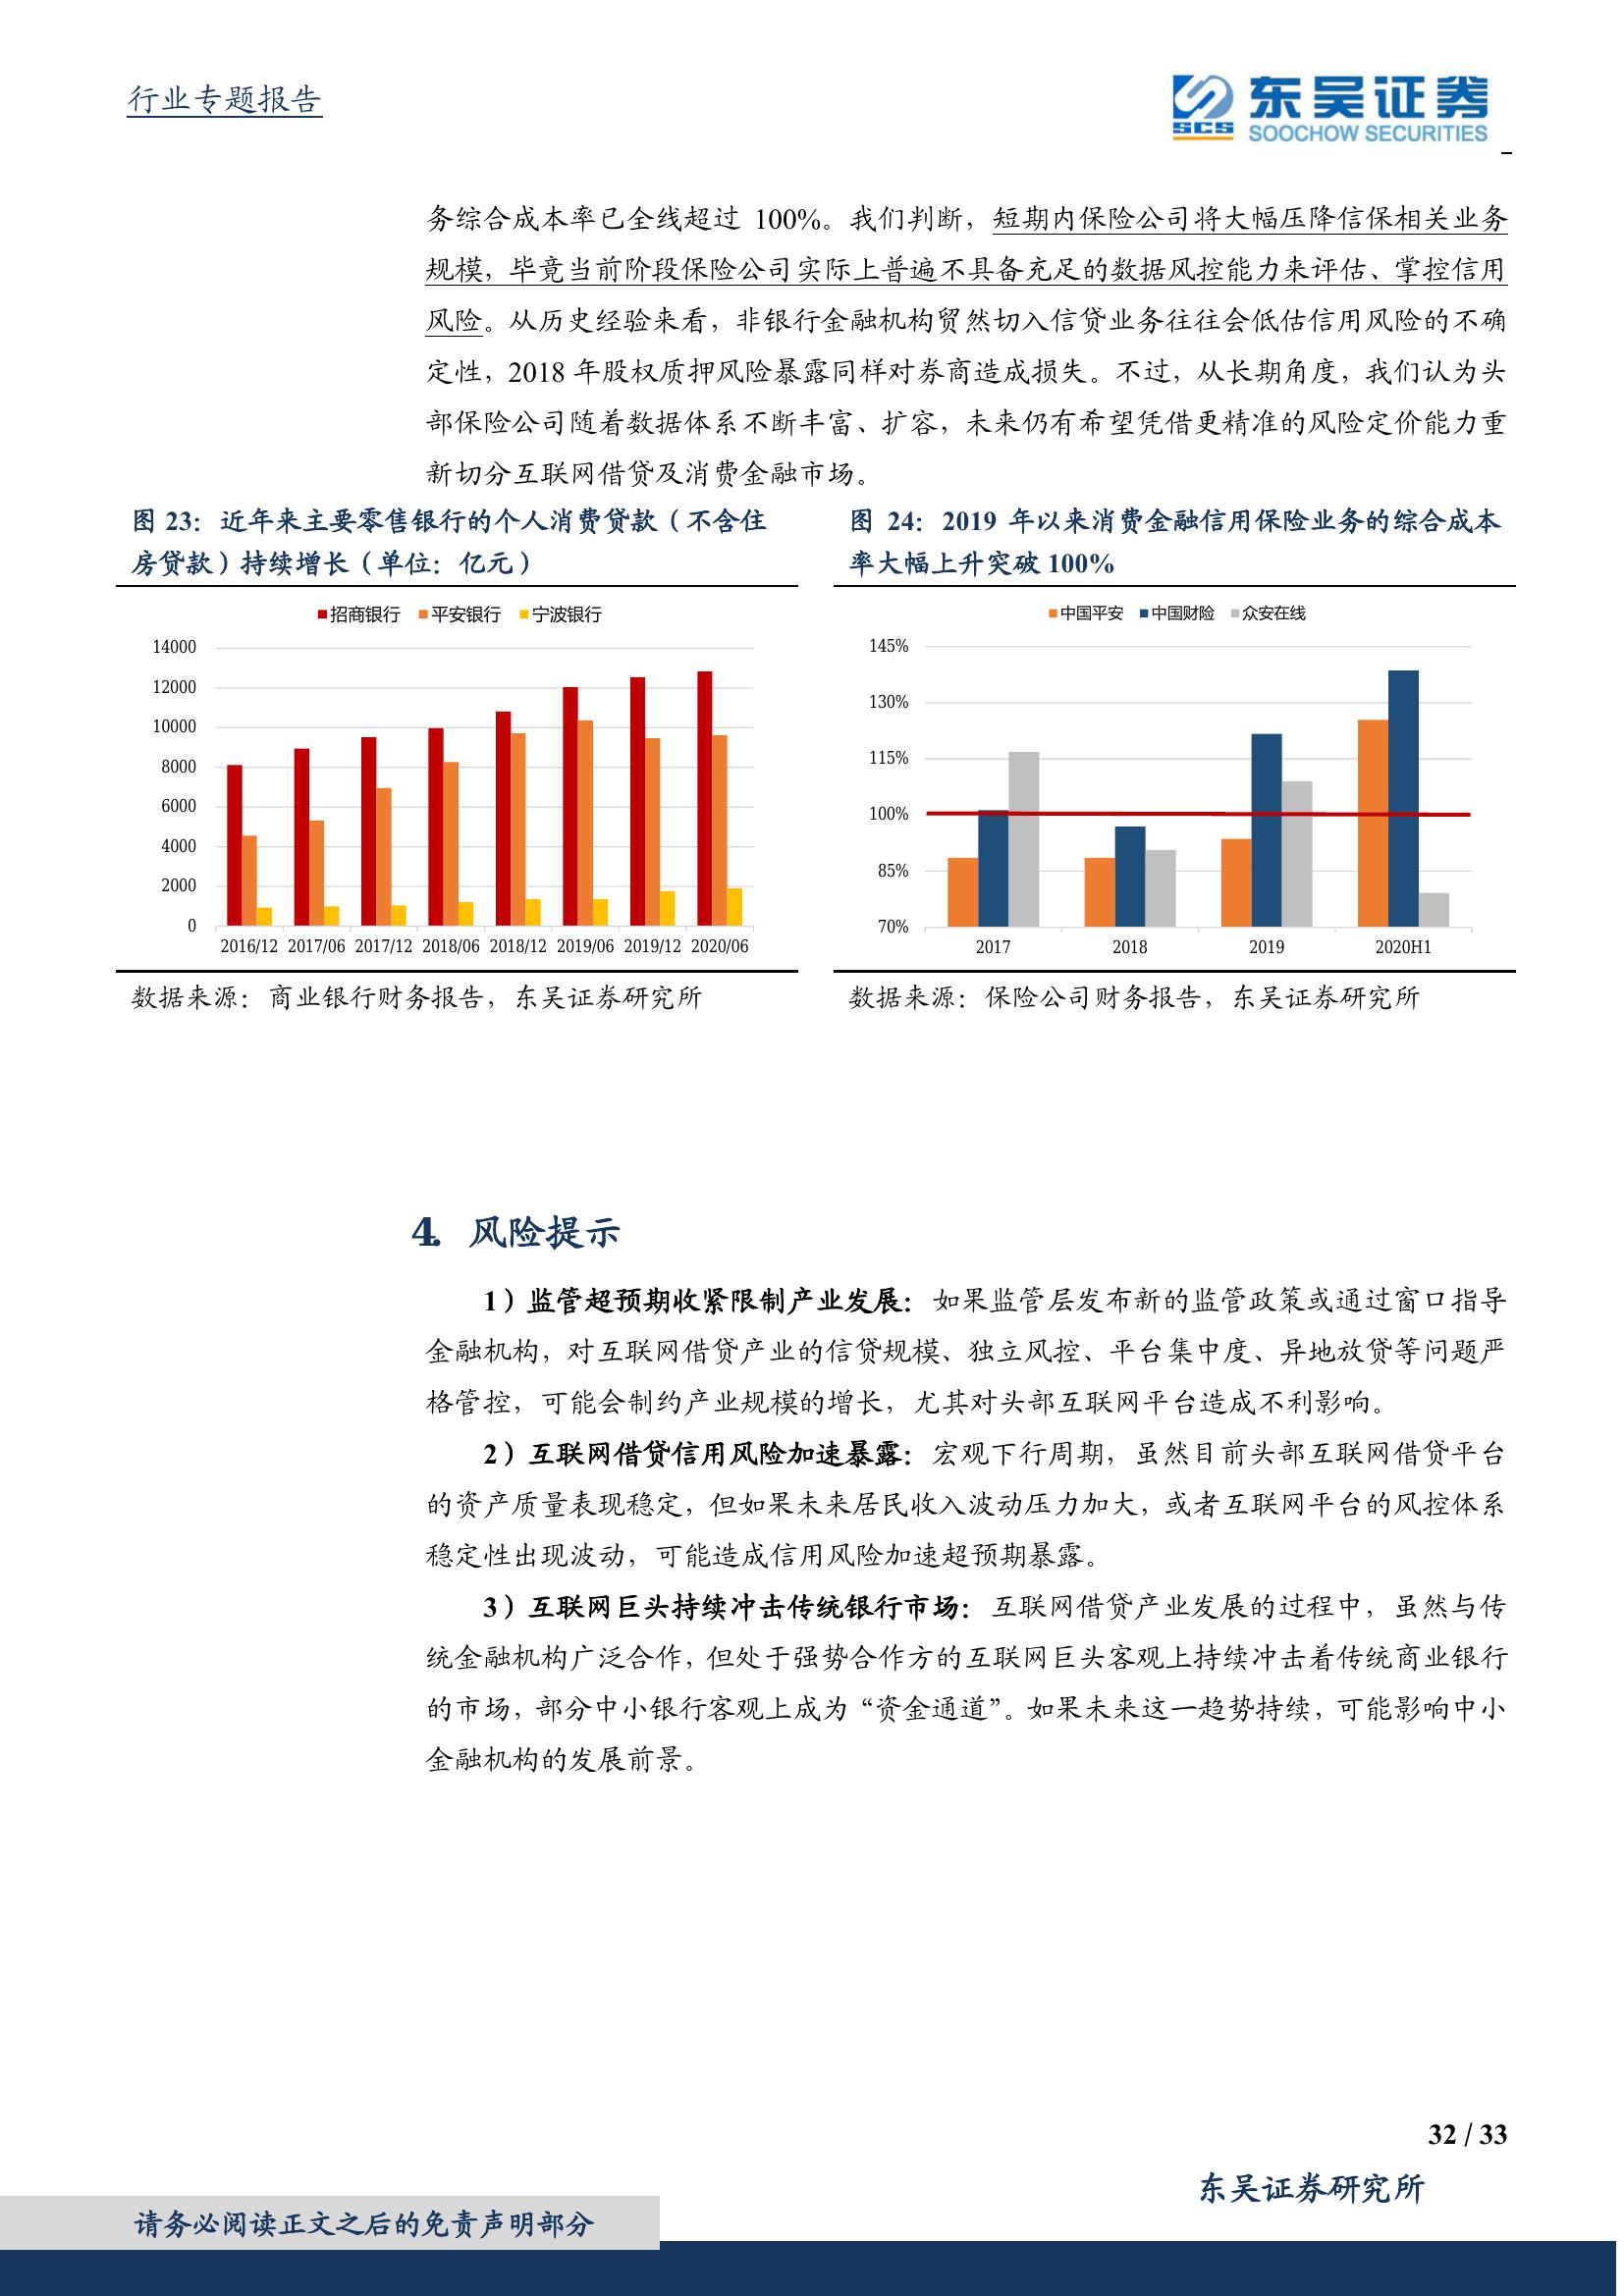 行业专题报告
SCS
东吴证券
SOOCHOW SECURITIES
务综合成本率已全线超过 100%。我们判断，短期内保险公司将大幅压降信保相关业务
规模，毕竟当前阶段保险公司实际上普遍不具备充足的数据风控能力来评估、掌控信用
风险。从历史经验来看，非银行金融机构贸然切入信贷业务往往会低估信用风险的不确
定性，2018 年股权质押风险暴露同样对券商造成损失。不过，从长期角度，我们认为头
部保险公司随着数据体系不断丰富、扩容，未来仍有希望凭借更精准的风险定价能力重
新切分互联网借贷及消费金融市场。
图 23：近年来主要零售银行的个人消费贷款（不含住
房贷款）持续增长（单位：亿元）
招商银行 平安银行 宁波银行
14000
12000
10000
8000
6000
4000
2000
0
2016/12 2017/06 2017/12 2018/06 2018/12 2019/06 2019/12 2020/06
数据来源：商业银行财务报告，东吴证券研究所
图 24：2019 年以来消费金融信用保险业务的综合成本
率大幅上升突破 100%
中国平安 中国财险 众安在线
145%
130%
115%
100%
85%
70%
2017 2018 2019 2020H1
数据来源：保险公司财务报告，东吴证券研究所
4. 风险提示
1）监管超预期收紧限制产业发展：如果监管层发布新的监管政策或通过窗口指导
金融机构，对互联网借贷产业的信贷规模、独立风控、平台集中度、异地放贷等问题严
格管控，可能会制约产业规模的增长，尤其对头部互联网平台造成不利影响。
2）互联网借贷信用风险加速暴露：宏观下行周期，虽然目前头部互联网借贷平台
的资产质量表现稳定，但如果未来居民收入波动压力加大，或者互联网平台的风控体系
稳定性出现波动，可能造成信用风险加速超预期暴露。
3）互联网巨头持续冲击传统银行市场：互联网借贷产业发展的过程中，虽然与传
统金融机构广泛合作，但处于强势合作方的互联网巨头客观上持续冲击着传统商业银行
的市场，部分中小银行客观上成为“资金通道”。如果未来这一趋势持续，可能影响中小
金融机构的发展前景。
32 / 33
东吴证券研究所
请务必阅读正文之后的免责声明部分